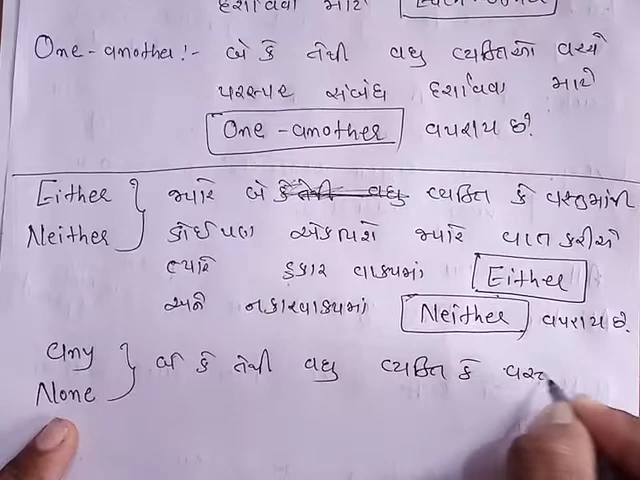 દર્શાવવા માટે
One-another :- બે કે તેથી વધુ વ્યક્તિઓ વચ્ચે
પરસ્પર સંબંધ દર્શાવવા માટે
One-another વપરાય છે.
Either જ્યારે બે કે તેથી વધુ વ્યક્તિ કે વસ્તુમાંની
Neither કોઈપણ એકબાશે જ્યારે વાત કરીએ
ત્યારે હકાર વાક્યમાં Either
અને નકારવાક્યમાં Neither વપરાય છે.
any બે કે તેથી વધુ વ્યક્તિ કે વસ્
None